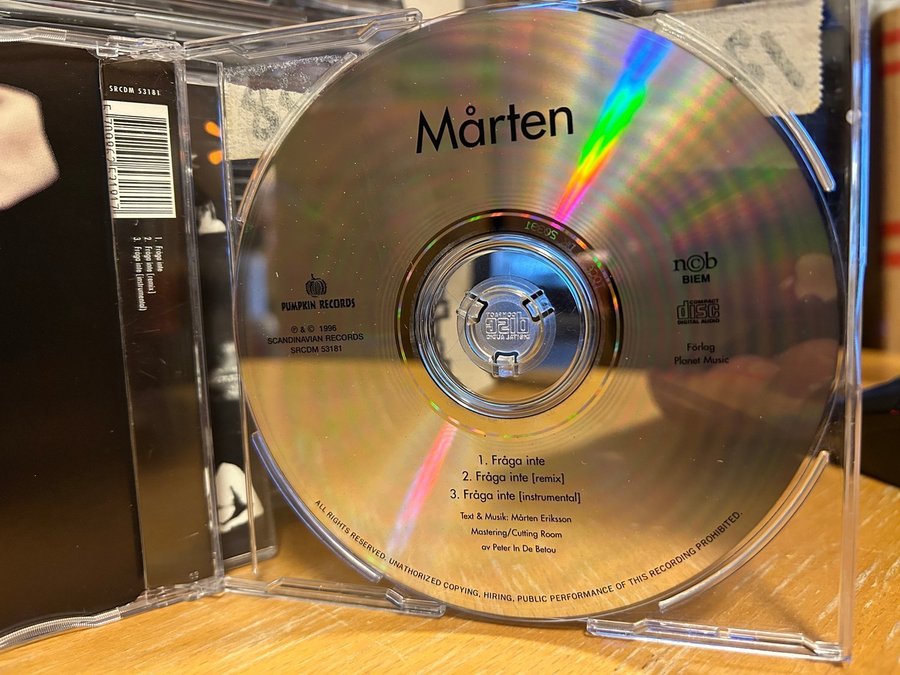 SRCDM 53181
1. Fråga inte
2. Fråga inte [remix]
3. Fråga inte [instrumental]
Mårten
PUMPKIN RECORDS
℗ & © 1996
SCANDINAVIAN RECORDS
SRCDM 53181
n©b
BIEM
COMPACT
disc
DIGITAL AUDIO
Förlag
Planet Music
1. Fråga inte
2. Fråga inte [remix]
3. Fråga inte [instrumental]
Text & Musik: Mårten Eriksson
Mastering/Cutting Room
av Peter In De Betou
ALL RIGHTS RESERVED. UNAUTHORIZED COPYING, HIRING, PUBLIC PERFORMANCE OF THIS RECORDING PROHIBITED.